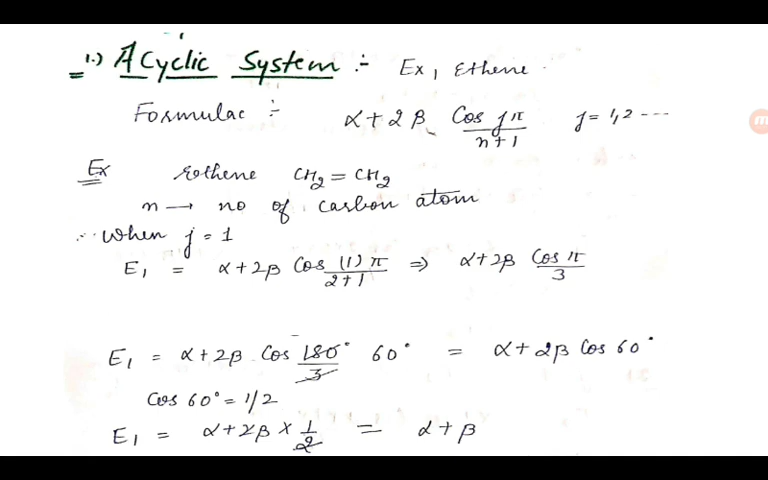 1.) Acyclic System :- Ex, Ethene.
Formulae :- α + 2β Cos jπ/n+1 j = 1,2 ---
Ex Ethene CH₂ = CH₂
n → no of carbon atom
∴ When j = 1
E₁ = α + 2β Cos (1)π/2+1 ⇒ α + 2β Cos π/3
E₁ = α + 2β Cos 180°/3 60° = α + 2β Cos 60°
Cos 60° = 1/2
E₁ = α + 2β × 1/2 = α + β